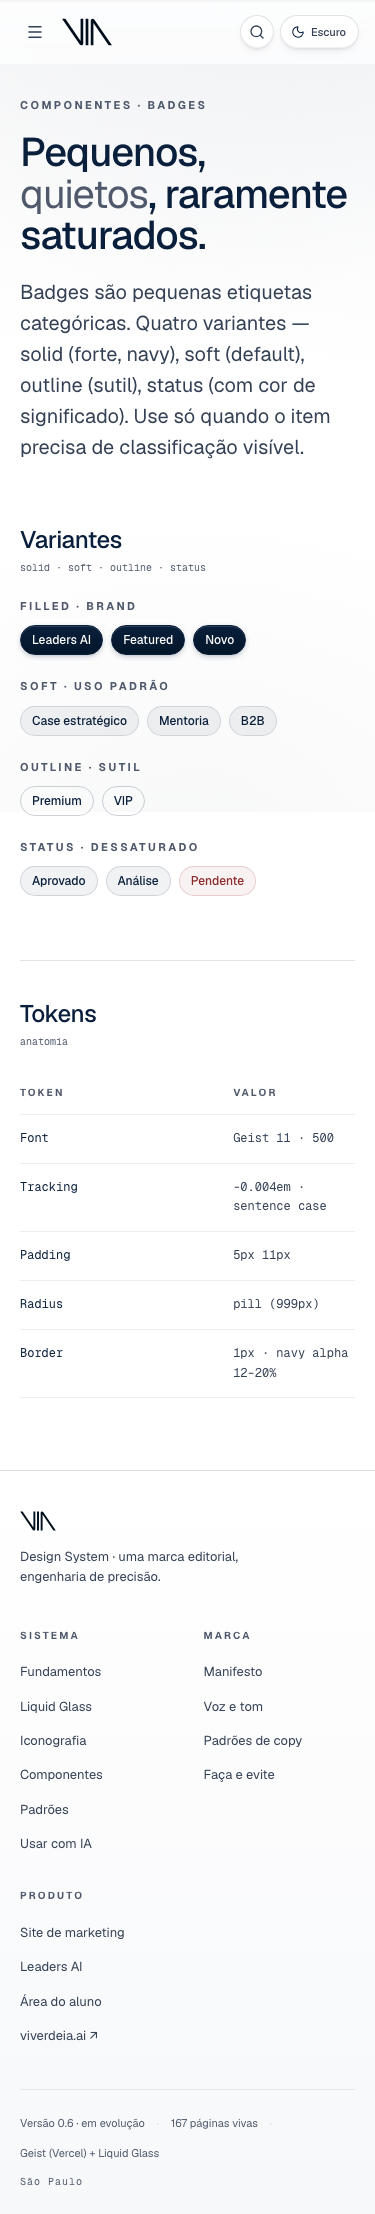 VIA
Escuro
COMPONENTES · BADGES
Pequenos,
quietos, raramente
saturados.
Badges são pequenas etiquetas
categóricas. Quatro variantes —
solid (forte, navy), soft (default),
outline (sutil), status (com cor de
significado). Use só quando o item
precisa de classificação visível.
Variantes
solid · soft · outline · status
FILLED · BRAND
Leaders AI Featured Novo
SOFT · USO PADRÃO
Case estratégico Mentoria B2B
OUTLINE · SUTIL
Premium VIP
STATUS · DESSATURADO
Aprovado Análise Pendente
Tokens
anatomia
TOKEN VALOR
Font Geist 11 · 500
Tracking -0.004em ·
sentence case
Padding 5px 11px
Radius pill (999px)
Border 1px · navy alpha
12–20%
VIA
Design System · uma marca editorial,
engenharia de precisão.
SISTEMA
Fundamentos
Liquid Glass
Iconografia
Componentes
Padrões
Usar com IA
MARCA
Manifesto
Voz e tom
Padrões de copy
Faça e evite
PRODUTO
Site de marketing
Leaders AI
Área do aluno
viverdeia.ai ↗
Versão 0.6 · em evolução · 167 páginas vivas ·
Geist (Vercel) + Liquid Glass
São Paulo